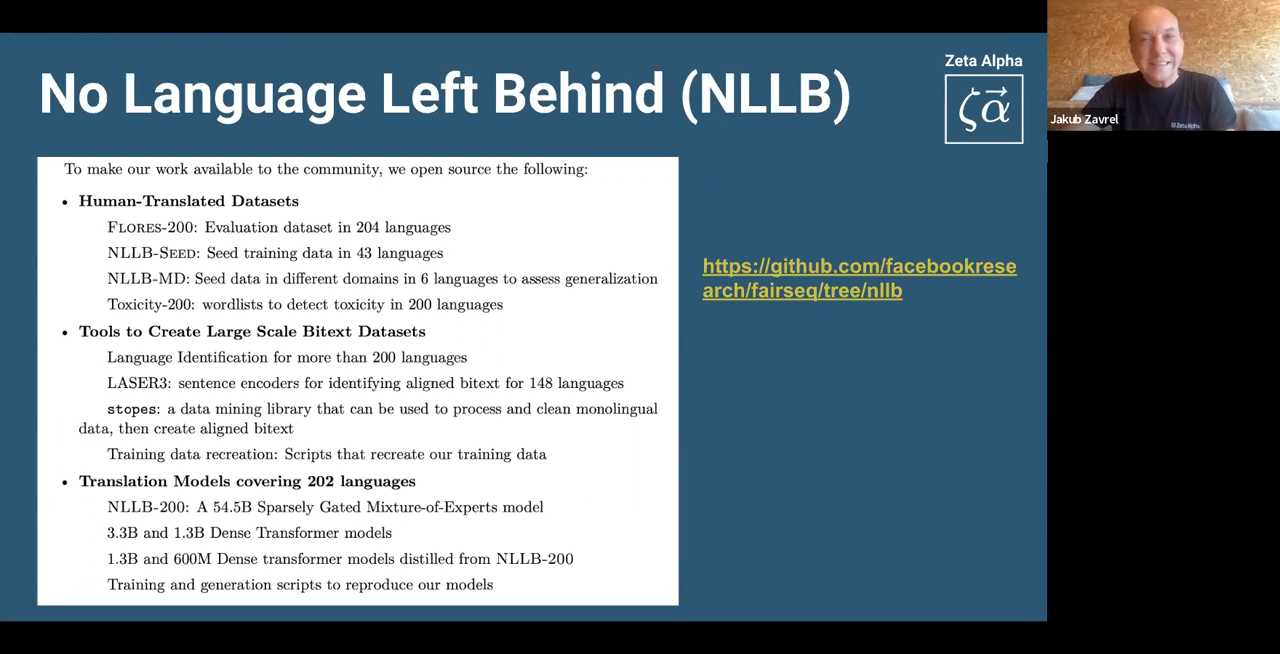 No Language Left Behind (NLLB)
Zeta Alpha
ζα
To make our work available to the community, we open source the following:
• Human-Translated Datasets
FLORES-200: Evaluation dataset in 204 languages
NLLB-SEED: Seed training data in 43 languages
NLLB-MD: Seed data in different domains in 6 languages to assess generalization
Toxicity-200: wordlists to detect toxicity in 200 languages
• Tools to Create Large Scale Bitext Datasets
Language Identification for more than 200 languages
LASER3: sentence encoders for identifying aligned bitext for 148 languages
stopes: a data mining library that can be used to process and clean monolingual
data, then create aligned bitext
Training data recreation: Scripts that recreate our training data
• Translation Models covering 202 languages
NLLB-200: A 54.5B Sparsely Gated Mixture-of-Experts model
3.3B and 1.3B Dense Transformer models
1.3B and 600M Dense transformer models distilled from NLLB-200
Training and generation scripts to reproduce our models
https://github.com/facebookrese
arch/fairseq/tree/nllb
Jakub Zavrel
Zeta Alpha